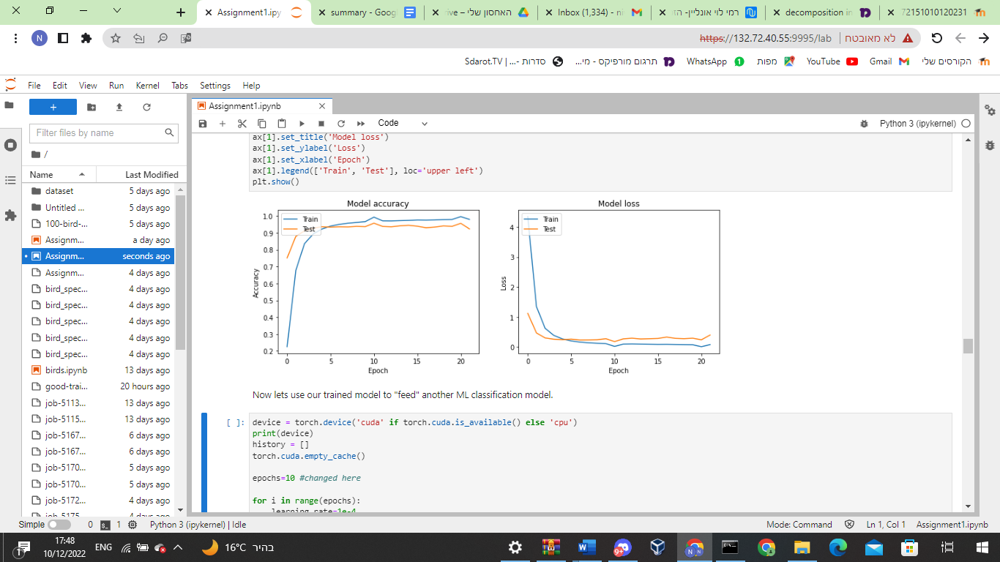 Assignment1.ipy
summary - Goog
האחסון שלי – ive
Inbox (1,334) - ni
רמי לוי אונליין- הז
decomposition in
72151010120231
N
https://132.72.40.55:9995/lab
לא מאובטח
Sdarot.TV | סדרות -...
תרגום מורפיקס - מי...
WhatsApp
1
מפות
YouTube
Gmail
הקורסים שלי
File Edit View Run Kernel Tabs Settings Help
+
Filter files by name
/
Name Last Modified
dataset 5 days ago
Untitled ... 5 days ago
100-bird-... 5 days ago
Assignm... a day ago
Assignm... seconds ago
Assignm... 4 days ago
bird_spec... 4 days ago
bird_spec... 4 days ago
bird_spec... 4 days ago
bird_spec... 4 days ago
bird_spec... 4 days ago
birds.ipynb 13 days ago
good-trai... 20 hours ago
job-5113... 13 days ago
job-5115... 13 days ago
job-5167... 6 days ago
job-5167... 6 days ago
job-5170... 5 days ago
job-5170... 5 days ago
job-5172... 4 days ago
job-5175... 4 days ago
Assignment1.ipynb
Code
Python 3 (ipykernel)
ax[1].set_title('Model loss')
ax[1].set_ylabel('Loss')
ax[1].set_xlabel('Epoch')
ax[1].legend(['Train', 'Test'], loc='upper left')
plt.show()
Model accuracy
Train
Test
1.0
0.9
0.8
0.7
0.6
0.5
0.4
0.3
0.2
Accuracy
0 5 10 15 20
Epoch
Model loss
Train
Test
4
3
2
1
0
Loss
0 5 10 15 20
Epoch
Now lets use our trained model to "feed" another ML classification model.
[ ]:
device = torch.device('cuda' if torch.cuda.is_available() else 'cpu')
print(device)
history = []
torch.cuda.empty_cache()
epochs=10 #changed here
for i in range(epochs):
learning_rate=1e-4
Simple 0 1 Python 3 (ipykernel) | Idle
Mode: Command Ln 1, Col 1 Assignment1.ipynb
1
17:48
10/12/2022
ENG
16°C בהיר
9+
N